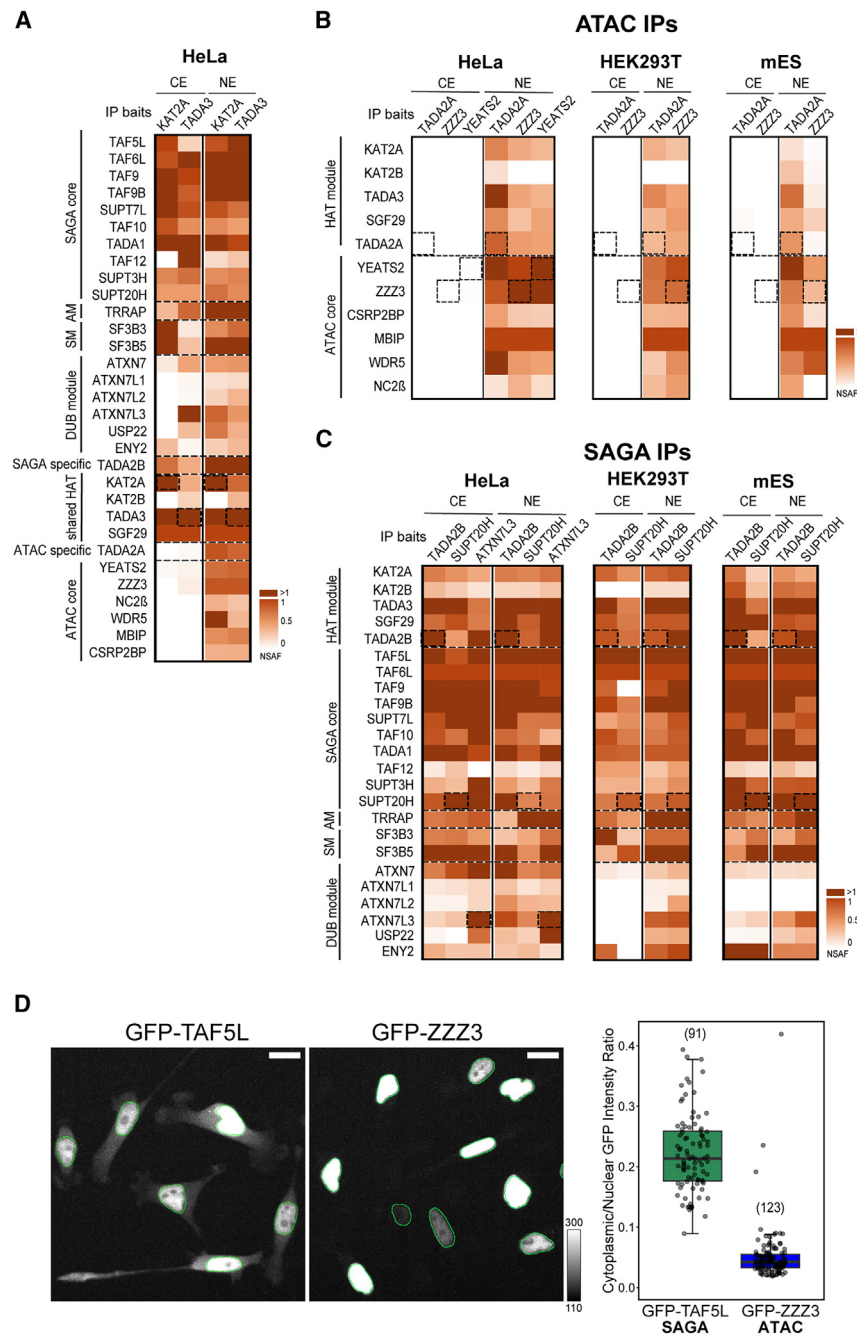 A
HeLa
CE NE
IP baits KAT2A TADA3 KAT2A TADA3
SAGA core
TAF5L
TAF6L
TAF9
TAF9B
SUPT7L
TAF10
TADA1
TAF12
SUPT3H
SUPT20H
AM
TRRAP
SM
SF3B3
SF3B5
DUB module
ATXN7
ATXN7L1
ATXN7L2
ATXN7L3
USP22
ENY2
SAGA specific TADA2B
shared HAT
KAT2A
KAT2B
TADA3
SGF29
ATAC specific TADA2A
ATAC core
YEATS2
ZZZ3
NC2ß
WDR5
MBIP
CSRP2BP
>1
1
0.5
0
NSAF
B
ATAC IPs
HeLa HEK293T mES
CE NE CE NE CE NE
IP baits TADA2A ZZZ3 YEATS2 TADA2A ZZZ3 YEATS2 TADA2A ZZZ3 TADA2A ZZZ3 TADA2A ZZZ3 TADA2A ZZZ3
HAT module
KAT2A
KAT2B
TADA3
SGF29
TADA2A
ATAC core
YEATS2
ZZZ3
CSRP2BP
MBIP
WDR5
NC2ß
>1
1
0.5
0
NSAF
C
SAGA IPs
HeLa HEK293T mES
CE NE CE NE CE NE
IP baits TADA2B SUPT20H ATXN7L3 TADA2B SUPT20H ATXN7L3 TADA2B SUPT20H TADA2B SUPT20H TADA2B SUPT20H TADA2B SUPT20H
HAT module
KAT2A
KAT2B
TADA3
SGF29
TADA2B
SAGA core
TAF5L
TAF6L
TAF9
TAF9B
SUPT7L
TAF10
TADA1
TAF12
SUPT3H
SUPT20H
AM
TRRAP
SM
SF3B3
SF3B5
DUB module
ATXN7
ATXN7L1
ATXN7L2
ATXN7L3
USP22
ENY2
>1
1
0.5
0
NSAF
D
GFP-TAF5L GFP-ZZZ3
300
110
Cytoplasmic/Nuclear GFP Intensity Ratio
0.4
0.3
0.2
0.1
0.0
(91)
(123)
GFP-TAF5L GFP-ZZZ3
SAGA ATAC